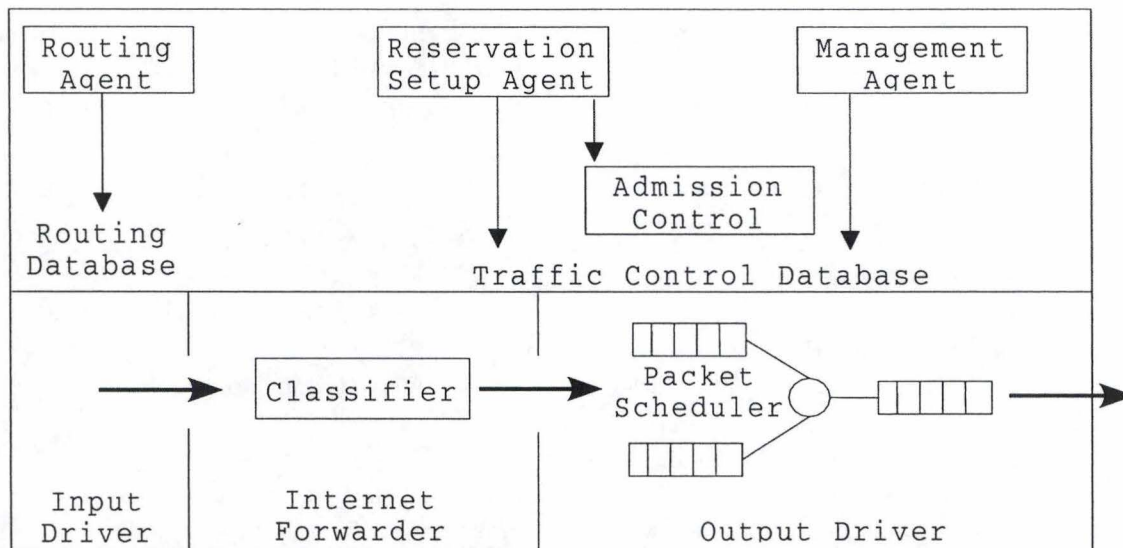 Routing
Agent
Reservation
Setup Agent
Management
Agent
Admission
Control
Routing
Database
Traffic Control Database
Classifier
Packet
Scheduler
Input
Driver
Internet
Forwarder
Output Driver